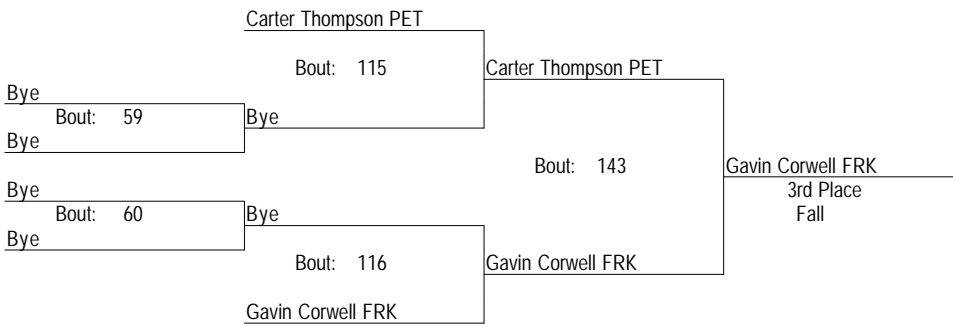 Carter Thompson PET
Bout: 115
Carter Thompson PET
Bye
Bout: 59
Bye
Bye
Bout: 143
Gavin Corwell FRK
3rd Place
Fall
Bye
Bout: 60
Bye
Bye
Bout: 116
Gavin Corwell FRK
Gavin Corwell FRK